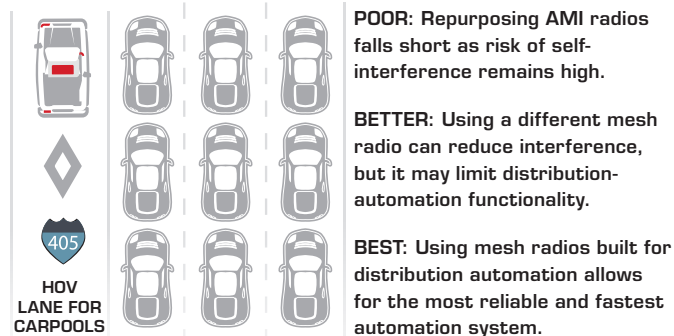 405
HOV
LANE FOR
CARPOOLS
POOR: Repurposing AMI radios
falls short as risk of self-
interference remains high.
BETTER: Using a different mesh
radio can reduce interference,
but it may limit distribution-
automation functionality.
BEST: Using mesh radios built for
distribution automation allows
for the most reliable and fastest
automation system.